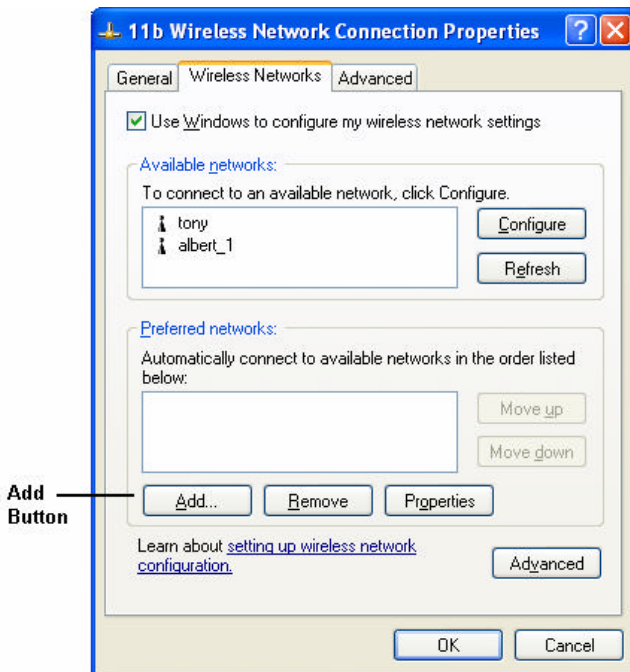 11b Wireless Network Connection Properties
General Wireless Networks Advanced
Use Windows to configure my wireless network settings
Available networks:
To connect to an available network, click Configure.
tony
albert_1
Configure
Refresh
Preferred networks:
Automatically connect to available networks in the order listed
below:
Move up
Move down
Add Button
Add... Remove Properties
Learn about setting up wireless network
configuration.
Advanced
OK Cancel